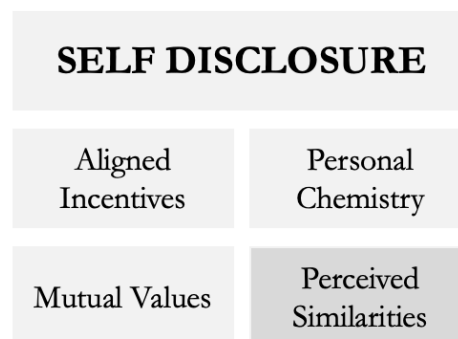 SELF DISCLOSURE
Aligned
Incentives
Personal
Chemistry
Mutual Values
Perceived
Similarities